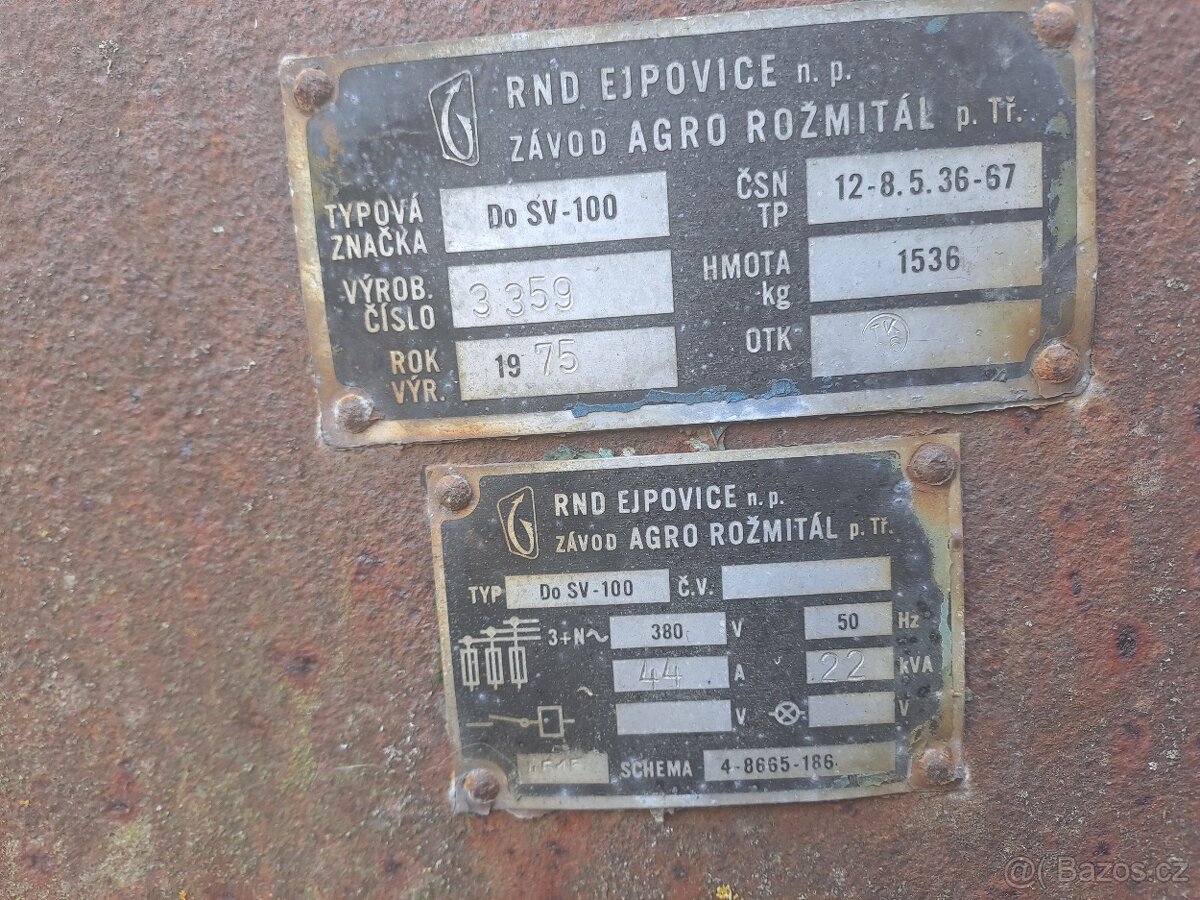 RND EJPOVICE n. p.
ZÁVOD AGRO ROŽMITÁL p. Tř.
TYPOVÁ ZNAČKA Do SV-100 ČSN TP 12-8.5.36-67
VÝROB. ČÍSLO 3 359 HMOTA kg 1536
ROK VÝR. 19 75 OTK
RND EJPOVICE n. p.
ZÁVOD AGRO ROŽMITÁL p. Tř.
TYP Do SV-100 Č.V.
3+N~ 380 V 50 Hz
44 A 22 kVA
V V
SCHEMA 4-8665-186
Bazos.cz